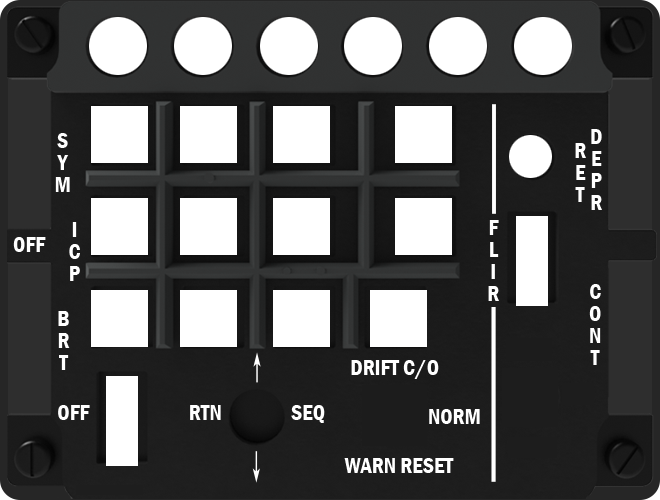 SYM
RET
DEPR
OFF
ICP
FLIR
BRT
CONT
DRIFT C/O
OFF
RTN
SEQ
NORM
WARN RESET